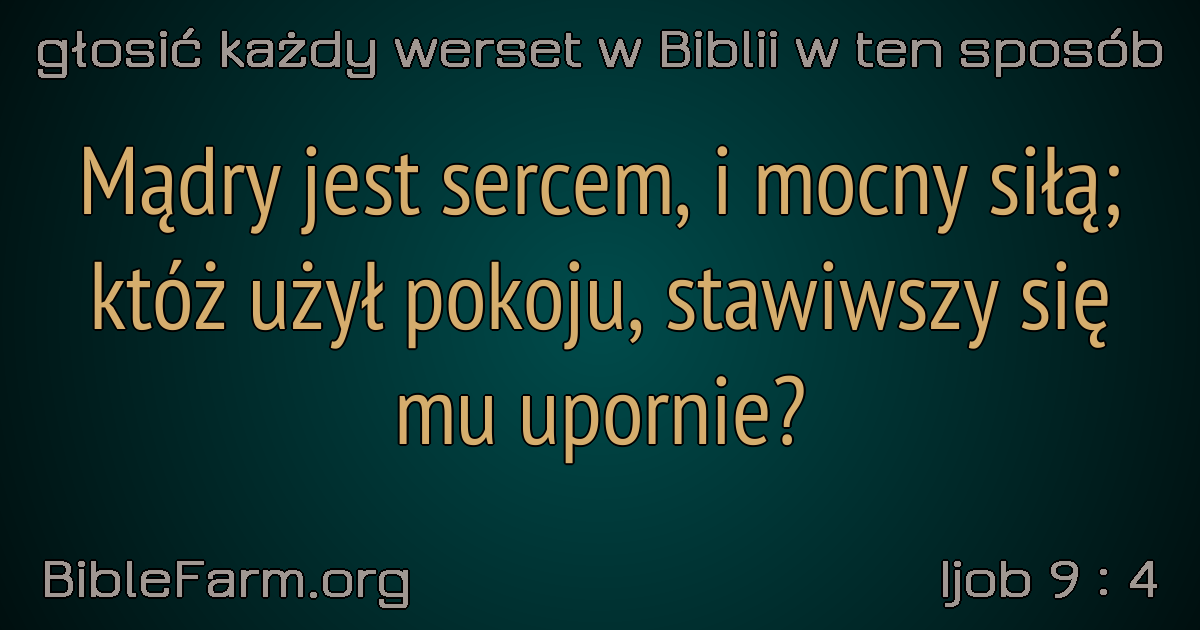 głosić każdy werset w Biblii w ten sposób
Mądry jest sercem, i mocny siłą;
któż użył pokoju, stawiwszy się
mu upornie?
BibleFarm.org
Ijob 9 : 4